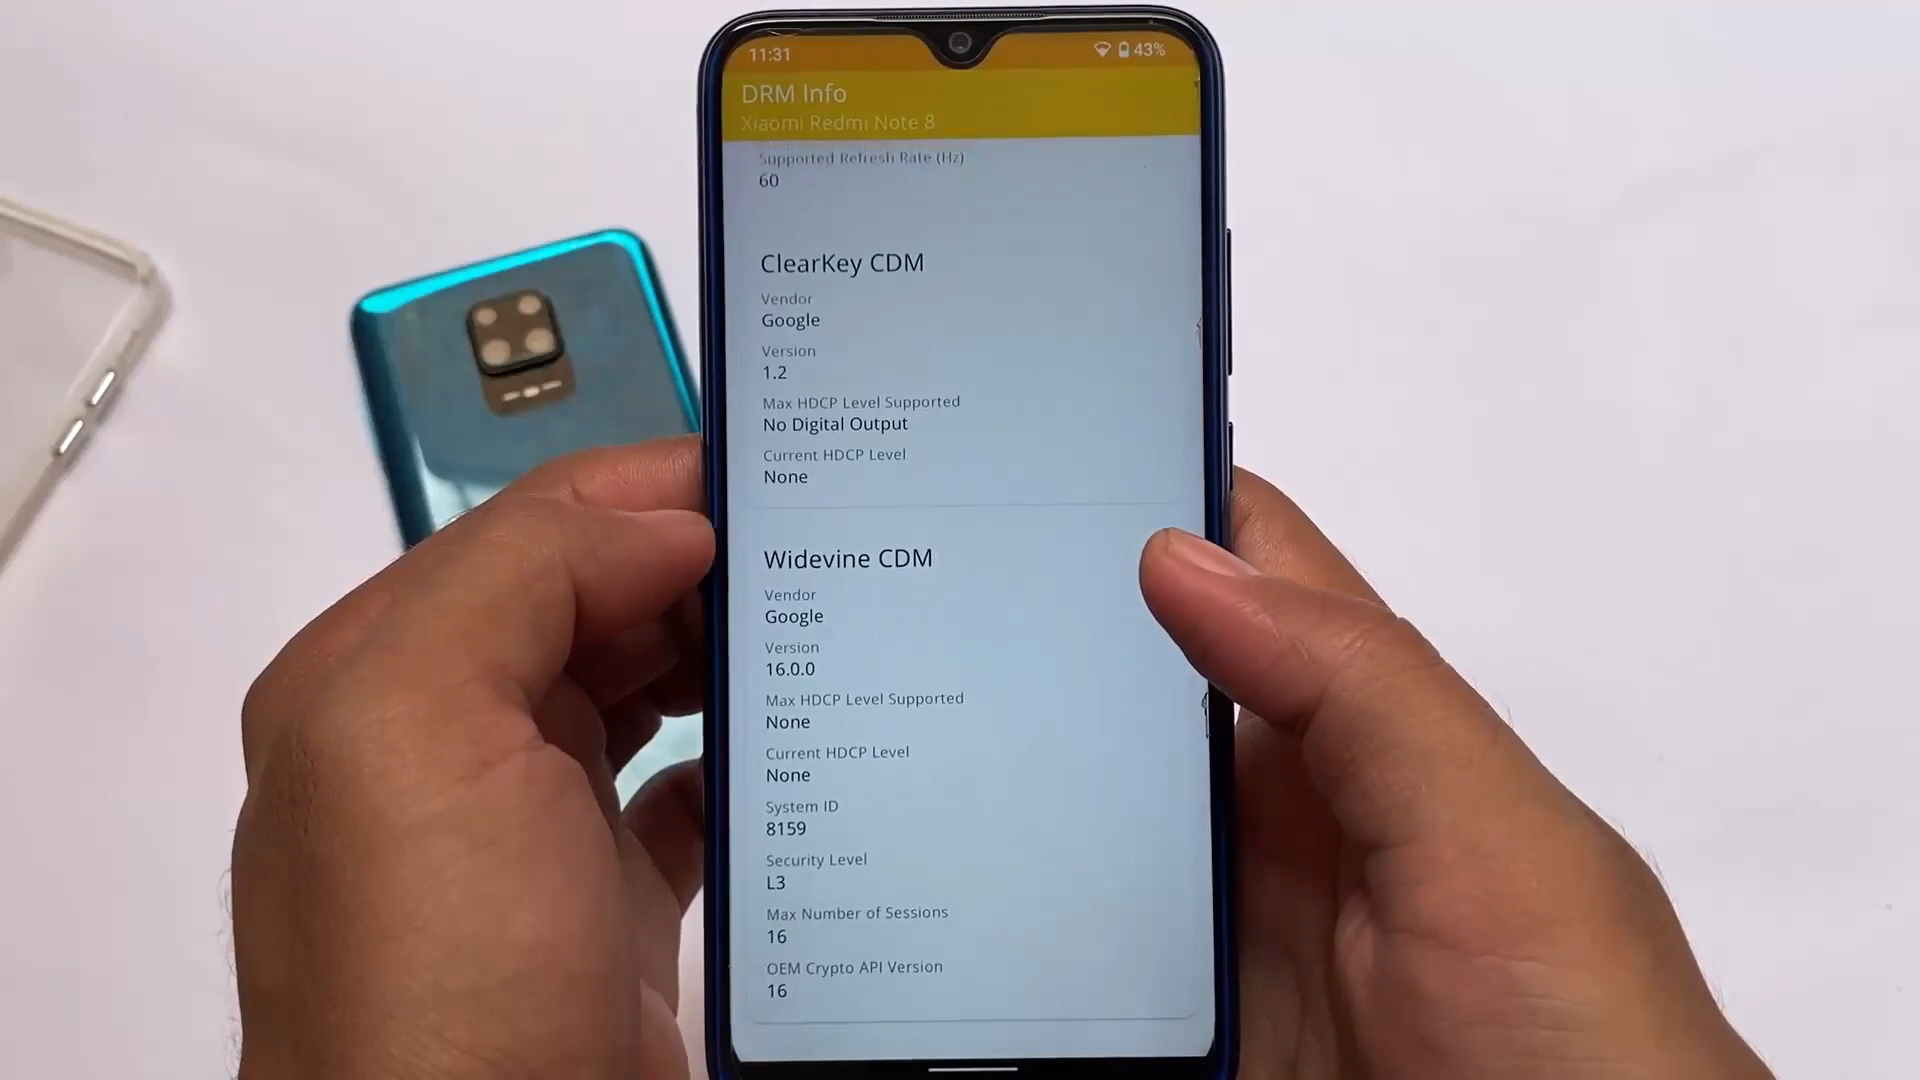 11:31
43%
DRM Info
Xiaomi Redmi Note 8
Supported Refresh Rate (Hz)
60
ClearKey CDM
Vendor
Google
Version
1.2
Max HDCP Level Supported
No Digital Output
Current HDCP Level
None
Widevine CDM
Vendor
Google
Version
16.0.0
Max HDCP Level Supported
None
Current HDCP Level
None
System ID
8159
Security Level
L3
Max Number of Sessions
16
OEM Crypto API Version
16